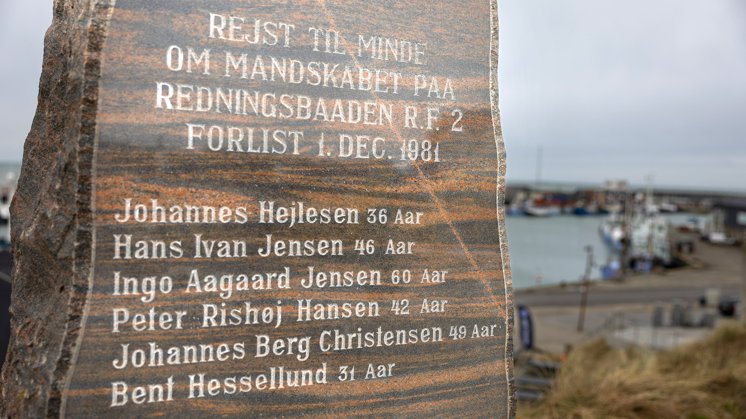 REJST TIL MINDE
OM MANDSKABET PAA
REDNINGSBAADEN R.F. 2
FORLIST 1. DEC. 1981
Johannes Hejlesen 36 Aar
Hans Ivan Jensen 46 Aar
Ingo Aagaard Jensen 60 Aar
Peter Rishøj Hansen 42 Aar
Johannes Berg Christensen 49 Aar
Bent Hessellund 31 Aar